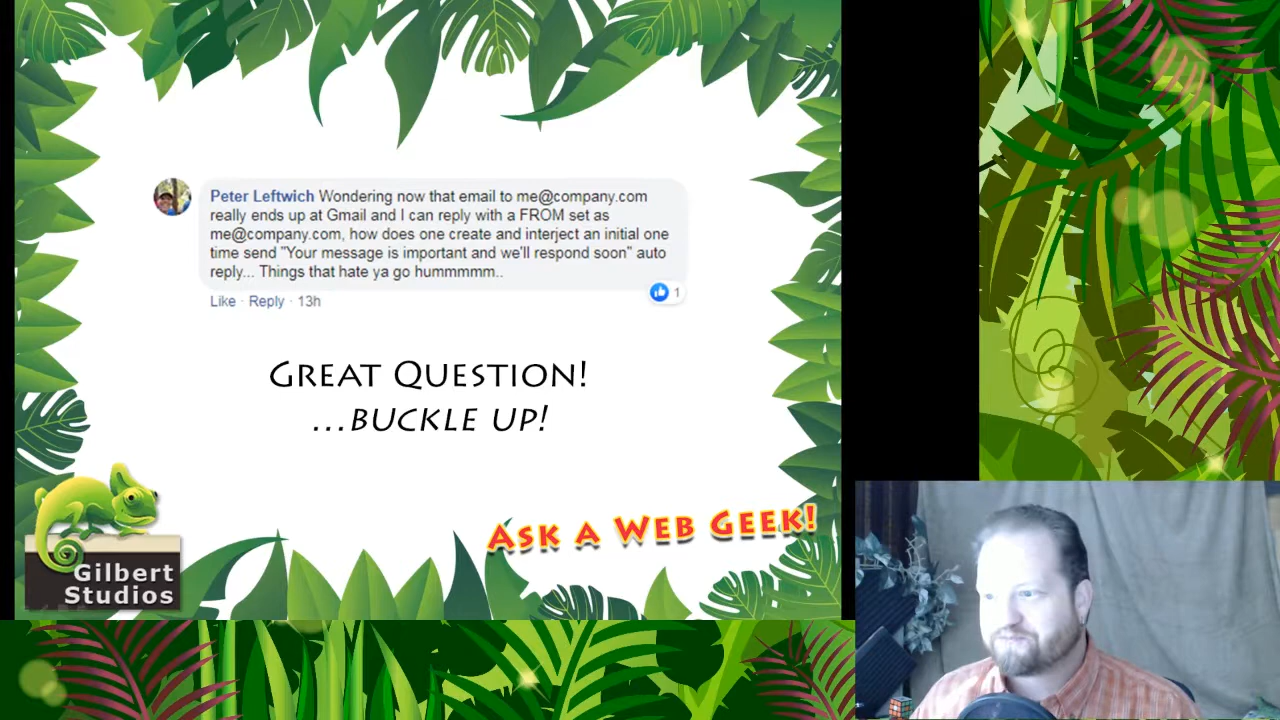 Peter Leftwich Wondering now that email to me@company.com
really ends up at Gmail and I can reply with a FROM set as
me@company.com, how does one create and interject an initial one
time send "Your message is important and we'll respond soon" auto
reply... Things that hate ya go hummmmm..
Like · Reply · 13h
1
GREAT QUESTION!
...BUCKLE UP!
ASK A WEB GEEK!
Gilbert
Studios